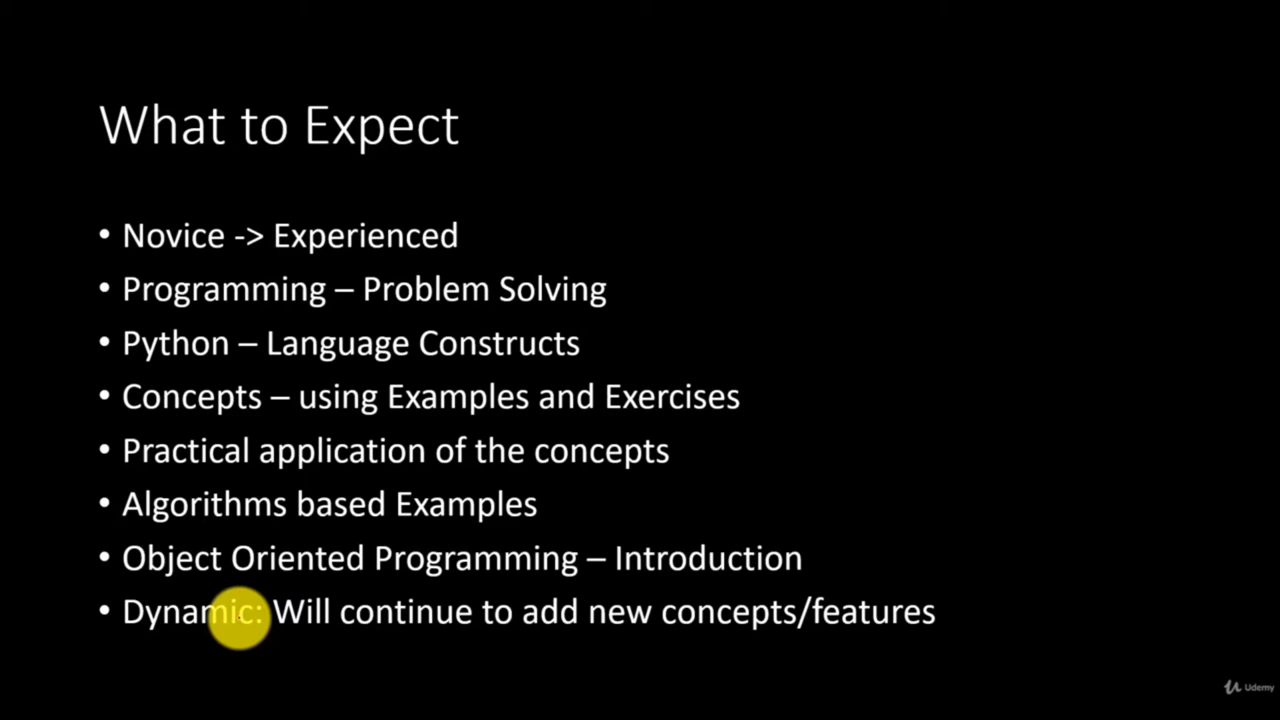 What to Expect
• Novice -> Experienced
• Programming – Problem Solving
• Python – Language Constructs
• Concepts – using Examples and Exercises
• Practical application of the concepts
• Algorithms based Examples
• Object Oriented Programming – Introduction
• Dynamic: Will continue to add new concepts/features
Udemy